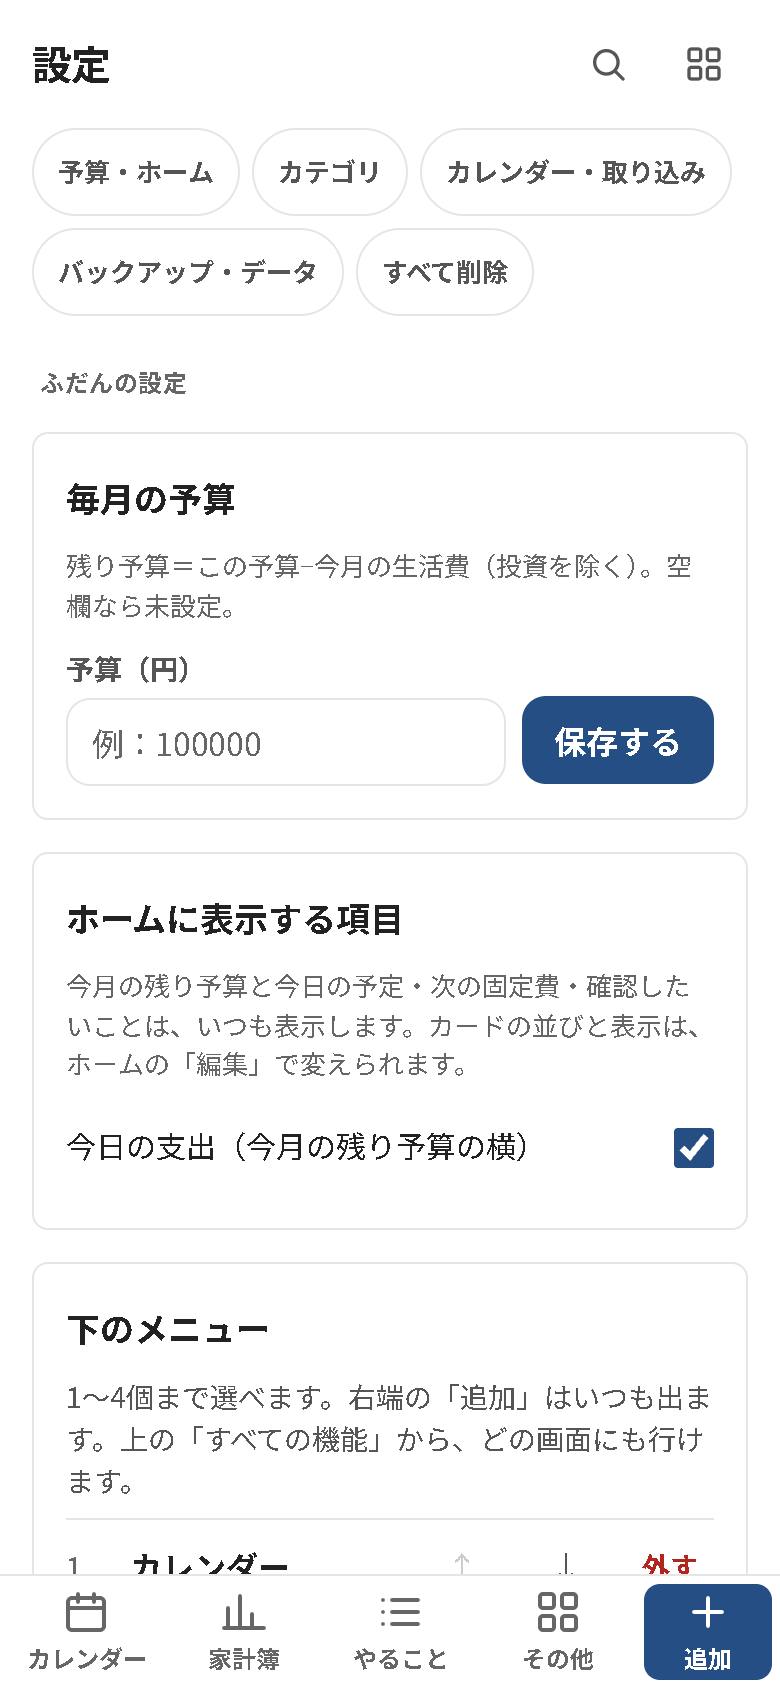 設定
予算・ホーム
カテゴリ
カレンダー・取り込み
バックアップ・データ
すべて削除
ふだんの設定
毎月の予算
残り予算＝この予算−今月の生活費（投資を除く）。空
欄なら未設定。
予算（円）
例：100000
保存する
ホームに表示する項目
今月の残り予算と今日の予定・次の固定費・確認した
いことは、いつも表示します。カードの並びと表示は、
ホームの「編集」で変えられます。
今日の支出（今月の残り予算の横）
下のメニュー
1〜4個まで選べます。右端の「追加」はいつも出ま
す。上の「すべての機能」から、どの画面にも行け
ます。
1 カレンダー ↑ ↓ 外す
カレンダー
家計簿
やること
その他
追加